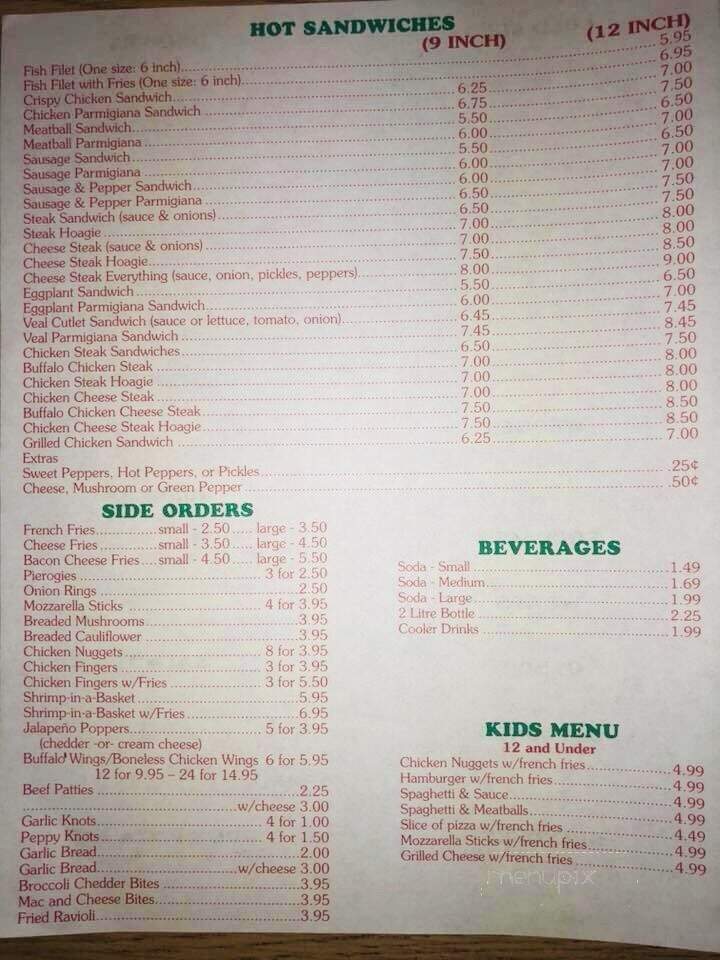 HOT SANDWICHES
(9 INCH) (12 INCH)
Fish Filet (One size: 6 inch)..... 5.95
Fish Filet with Fries (One size: 6 inch)..... 6.95
Crispy Chicken Sandwich..... 6.25..... 7.00
Chicken Parmigiana Sandwich..... 6.75..... 7.50
Meatball Sandwich..... 5.50..... 6.50
Meatball Parmigiana..... 6.00..... 7.00
Sausage Sandwich..... 5.50..... 6.50
Sausage Parmigiana..... 6.00..... 7.00
Sausage & Pepper Sandwich..... 6.00..... 7.00
Sausage & Pepper Parmigiana..... 6.50..... 7.50
Steak Sandwich (sauce & onions)..... 6.50..... 7.50
Steak Hoagie..... 7.00..... 8.00
Cheese Steak (sauce & onions)..... 7.00..... 8.00
Cheese Steak Hoagie..... 7.50..... 8.50
Cheese Steak Everything (sauce, onion, pickles, peppers)..... 8.00..... 9.00
Eggplant Sandwich..... 5.50..... 6.50
Eggplant Parmigiana Sandwich..... 6.00..... 7.00
Veal Cutlet Sandwich (sauce or lettuce, tomato, onion)..... 6.45..... 7.45
Veal Parmigiana Sandwich..... 7.45..... 8.45
Chicken Steak Sandwiches..... 6.50..... 7.50
Buffalo Chicken Steak..... 7.00..... 8.00
Chicken Steak Hoagie..... 7.00..... 8.00
Chicken Cheese Steak..... 7.00..... 8.00
Buffalo Chicken Cheese Steak..... 7.50..... 8.50
Chicken Cheese Steak Hoagie..... 7.50..... 8.50
Grilled Chicken Sandwich..... 6.25..... 7.00
Extras
Sweet Peppers, Hot Peppers, or Pickles..... .25¢
Cheese, Mushroom or Green Pepper..... .50¢
SIDE ORDERS
French Fries..... small - 2.50..... large - 3.50
Cheese Fries..... small - 3.50..... large - 4.50
Bacon Cheese Fries.... small - 4.50..... large - 5.50
Pierogies..... 3 for 2.50
Onion Rings..... 2.50
Mozzarella Sticks..... 4 for 3.95
Breaded Mushrooms..... 3.95
Breaded Cauliflower..... 3.95
Chicken Nuggets..... 8 for 3.95
Chicken Fingers..... 3 for 3.95
Chicken Fingers w/Fries..... 3 for 5.50
Shrimp-in-a-Basket..... 5.95
Shrimp-in-a-Basket w/Fries..... 6.95
Jalapeño Poppers..... 5 for 3.95
(chedder -or- cream cheese)
Buffalo Wings/Boneless Chicken Wings 6 for 5.95
12 for 9.95 – 24 for 14.95
Beef Patties..... 2.25
..... w/cheese 3.00
Garlic Knots..... 4 for 1.00
Peppy Knots..... 4 for 1.50
Garlic Bread..... 2.00
Garlic Bread..... w/cheese 3.00
Broccoli Chedder Bites..... 3.95
Mac and Cheese Bites..... 3.95
Fried Ravioli..... 3.95
BEVERAGES
Soda - Small..... 1.49
Soda - Medium..... 1.69
Soda - Large..... 1.99
2 Litre Bottle..... 2.25
Cooler Drinks..... 1.99
KIDS MENU
12 and Under
Chicken Nuggets w/french fries..... 4.99
Hamburger w/french fries..... 4.99
Spaghetti & Sauce..... 4.99
Spaghetti & Meatballs..... 4.99
Slice of pizza w/french fries..... 4.49
Mozzarella Sticks w/french fries..... 4.99
Grilled Cheese w/french fries..... 4.99
menupix